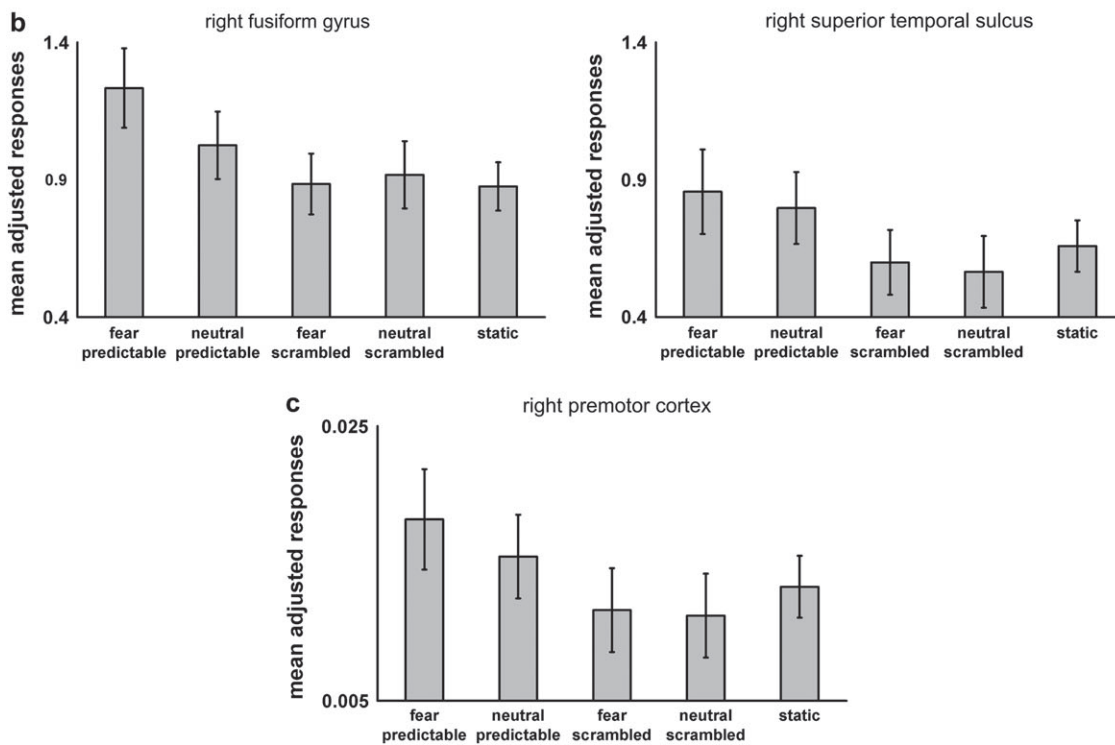 b
right fusiform gyrus
mean adjusted responses
1.4
0.9
0.4
fear
predictable
neutral
predictable
fear
scrambled
neutral
scrambled
static
right superior temporal sulcus
mean adjusted responses
1.4
0.9
0.4
fear
predictable
neutral
predictable
fear
scrambled
neutral
scrambled
static
c
right premotor cortex
mean adjusted responses
0.025
0.005
fear
predictable
neutral
predictable
fear
scrambled
neutral
scrambled
static